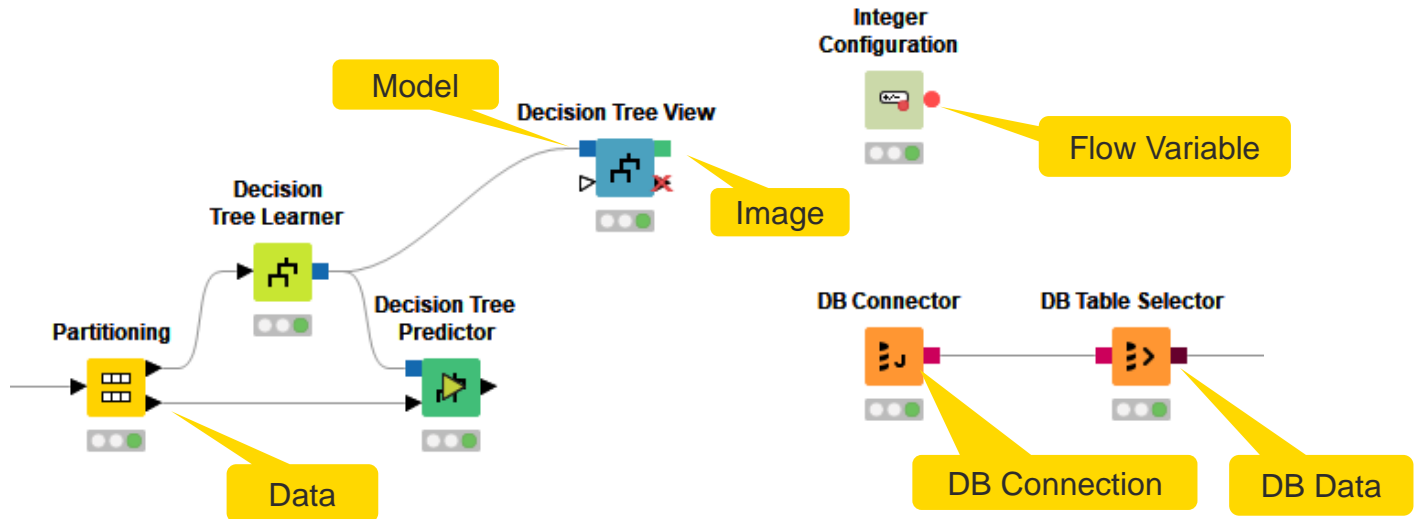 Integer
Configuration
Model
Decision Tree View
Flow Variable
Decision
Tree Learner
Image
Decision Tree
Predictor
DB Connector
DB Table Selector
Partitioning
DB Connection
DB Data
Data